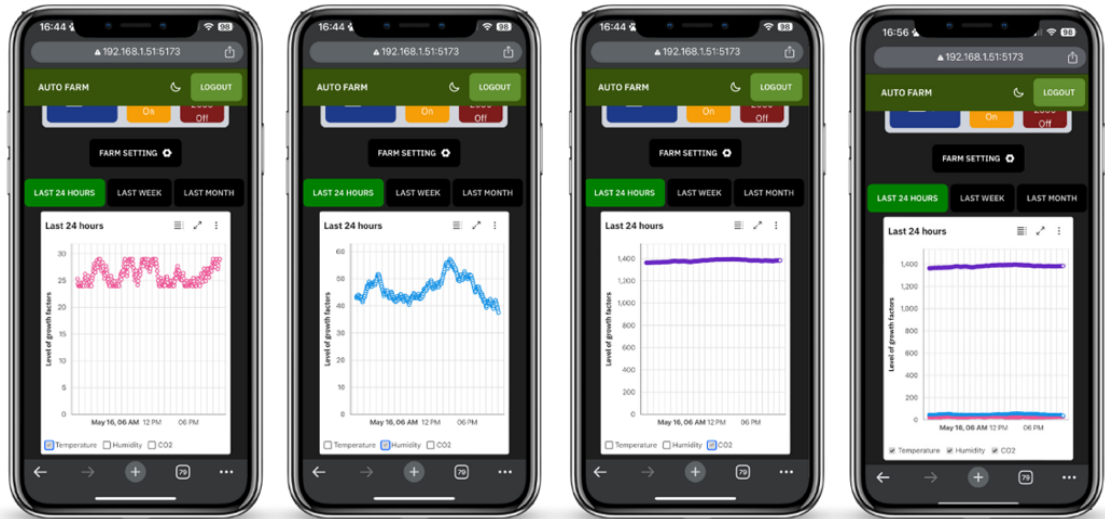 16:44 98
192.168.1.51:5173
AUTO FARM LOGOUT
On Off
FARM SETTING
LAST 24 HOURS LAST WEEK LAST MONTH
Last 24 hours
30
25
20
15
10
5
0
Level of growth factors
May 16, 06 AM 12 PM 06 PM
Temperature Humidity CO2
79
16:44 98
192.168.1.51:5173
AUTO FARM LOGOUT
On Off
FARM SETTING
LAST 24 HOURS LAST WEEK LAST MONTH
Last 24 hours
60
50
40
30
20
10
0
Level of growth factors
May 16, 06 AM 12 PM 06 PM
Temperature Humidity CO2
79
16:44 98
192.168.1.51:5173
AUTO FARM LOGOUT
On Off
FARM SETTING
LAST 24 HOURS LAST WEEK LAST MONTH
Last 24 hours
1,400
1,200
1,000
800
600
400
200
0
Level of growth factors
May 16, 06 AM 12 PM 06 PM
Temperature Humidity CO2
79
16:56 98
192.168.1.51:5173
AUTO FARM LOGOUT
On Off
FARM SETTING
LAST 24 HOURS LAST WEEK LAST MONTH
Last 24 hours
1,400
1,200
1,000
800
600
400
200
0
Level of growth factors
May 16, 06 AM 12 PM 06 PM
Temperature Humidity CO2
79